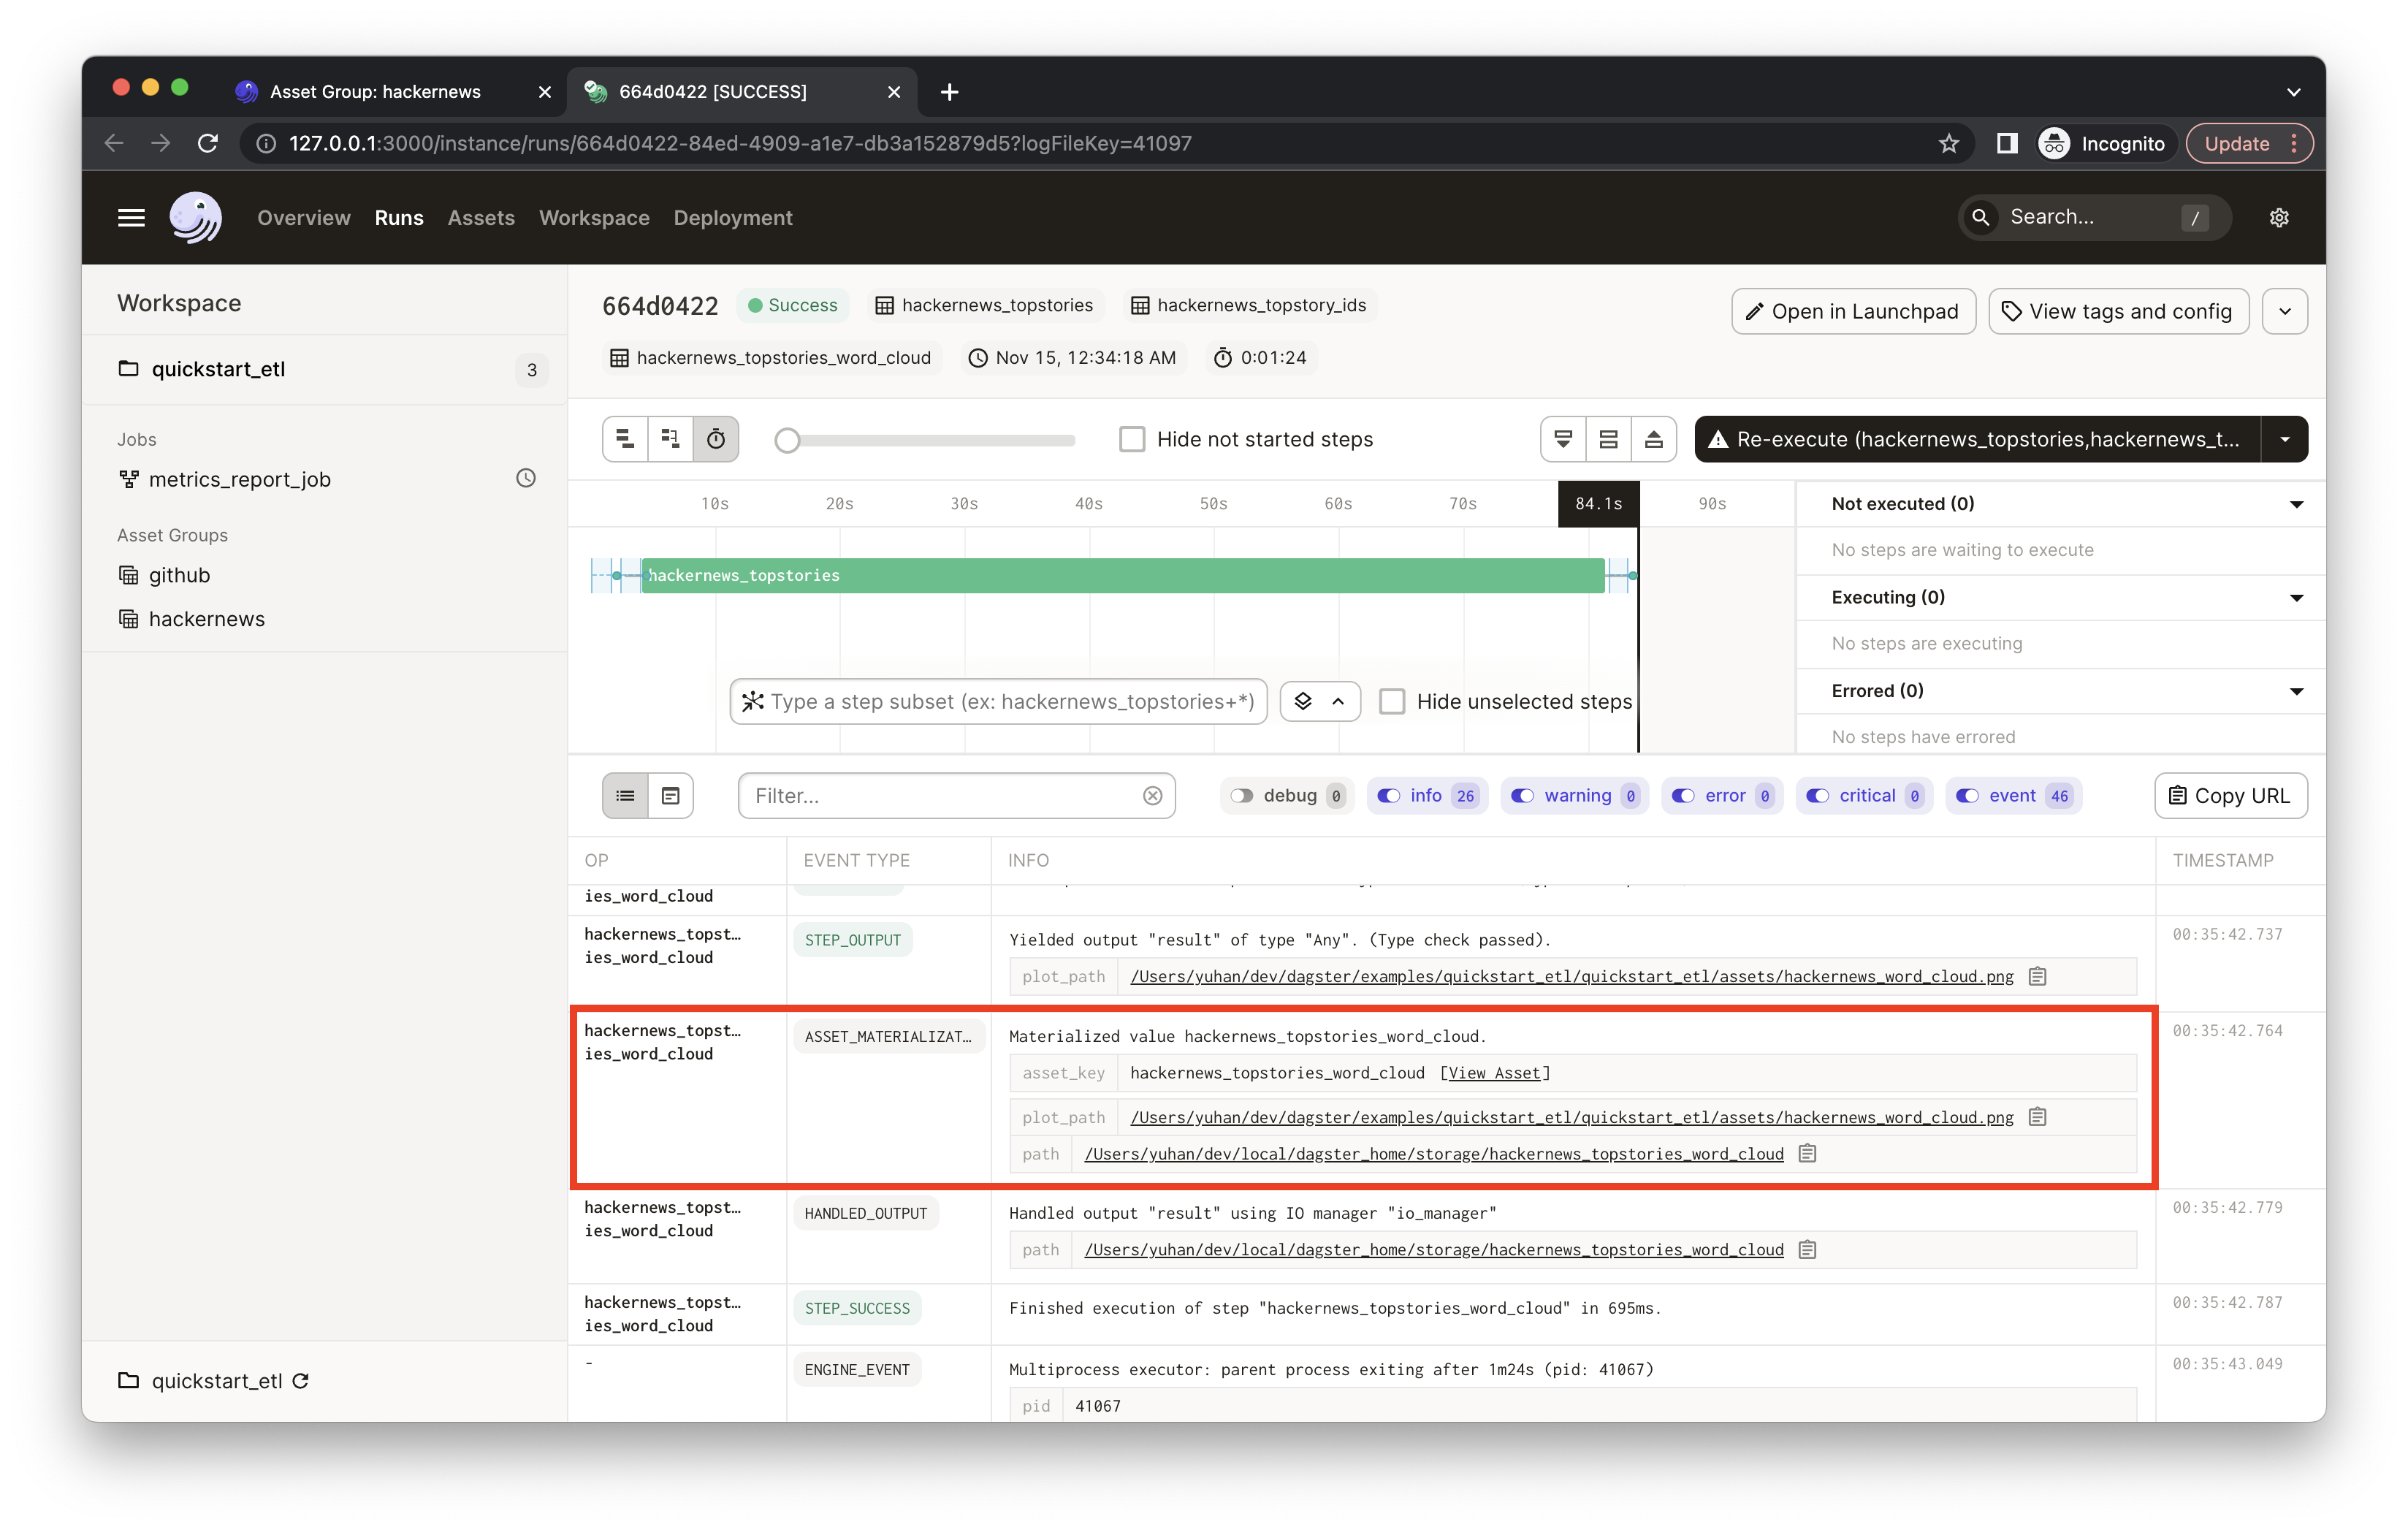 Asset Group: hackernews
664d0422 [SUCCESS]
127.0.0.1:3000/instance/runs/664d0422-84ed-4909-a1e7-db3a152879d5?logFileKey=41097
Incognito
Update
Overview
Runs
Assets
Workspace
Deployment
Search...
/
Workspace
quickstart_etl
3
Jobs
metrics_report_job
Asset Groups
github
hackernews
quickstart_etl
664d0422
Success
hackernews_topstories
hackernews_topstory_ids
Open in Launchpad
View tags and config
hackernews_topstories_word_cloud
Nov 15, 12:34:18 AM
0:01:24
Hide not started steps
Re-execute (hackernews_topstories,hackernews_t...
10s 20s 30s 40s 50s 60s 70s 84.1s 90s
hackernews_topstories
Type a step subset (ex: hackernews_topstories+*)
Hide unselected steps
Not executed (0)
No steps are waiting to execute
Executing (0)
No steps are executing
Errored (0)
No steps have errored
Filter...
debug 0
info 26
warning 0
error 0
critical 0
event 46
Copy URL
OP EVENT TYPE INFO TIMESTAMP
ies_word_cloud
hackernews_topst…
ies_word_cloud
STEP_OUTPUT
Yielded output "result" of type "Any". (Type check passed).
plot_path /Users/yuhan/dev/dagster/examples/quickstart_etl/quickstart_etl/assets/hackernews_word_cloud.png
00:35:42.737
hackernews_topst…
ies_word_cloud
ASSET_MATERIALIZAT…
Materialized value hackernews_topstories_word_cloud.
asset_key hackernews_topstories_word_cloud [View Asset]
plot_path /Users/yuhan/dev/dagster/examples/quickstart_etl/quickstart_etl/assets/hackernews_word_cloud.png
path /Users/yuhan/dev/local/dagster_home/storage/hackernews_topstories_word_cloud
00:35:42.764
hackernews_topst…
ies_word_cloud
HANDLED_OUTPUT
Handled output "result" using IO manager "io_manager"
path /Users/yuhan/dev/local/dagster_home/storage/hackernews_topstories_word_cloud
00:35:42.779
hackernews_topst…
ies_word_cloud
STEP_SUCCESS
Finished execution of step "hackernews_topstories_word_cloud" in 695ms.
00:35:42.787
-
ENGINE_EVENT
Multiprocess executor: parent process exiting after 1m24s (pid: 41067)
pid 41067
00:35:43.049